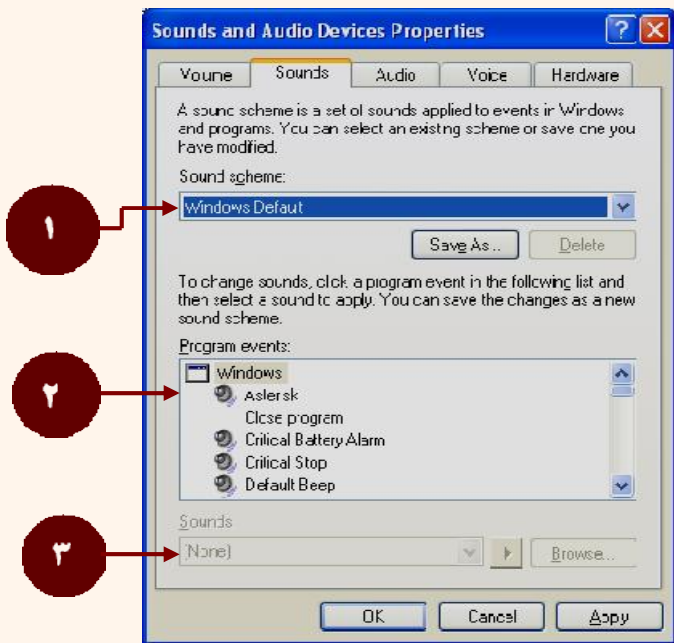 Sounds and Audio Devices Properties
Volume Sounds Audio Voice Hardware
A sound scheme is a set of sounds applied to events in Windows
and programs. You can select an existing scheme or save one you
have modified.
Sound scheme:
۱
Windows Default
Save As... Delete
To change sounds, click a program event in the following list and
then select a sound to apply. You can save the changes as a new
sound scheme.
Program events:
۲
Windows
Asterisk
Close program
Critical Battery Alarm
Critical Stop
Default Beep
Sounds
۳
(None) Browse...
OK Cancel Apply